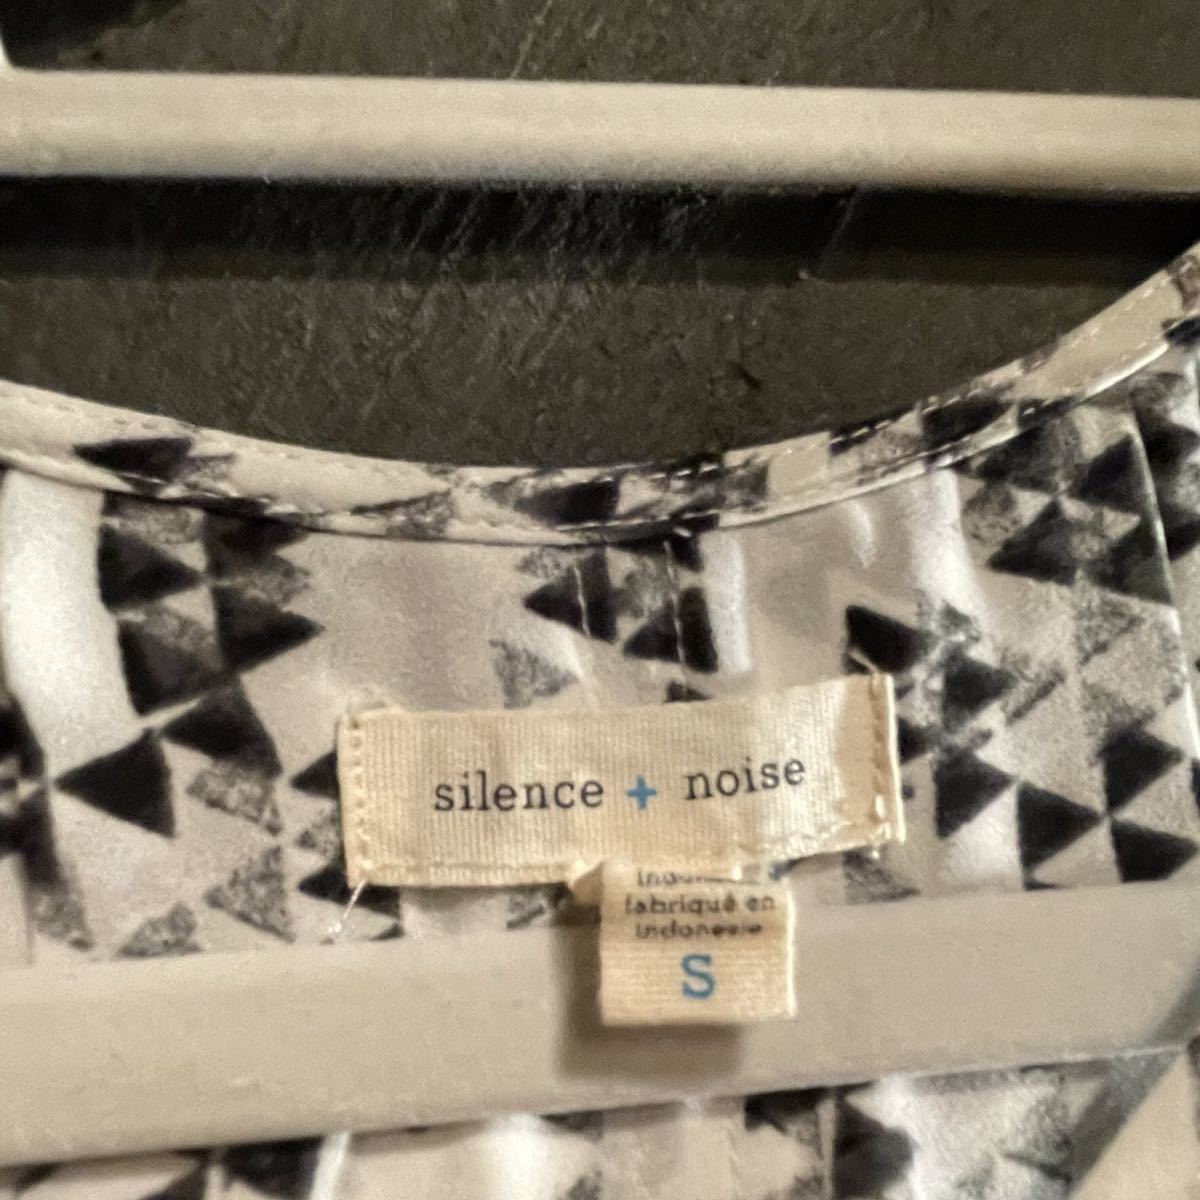 silence + noise
fabriqué en
Indonesie
S